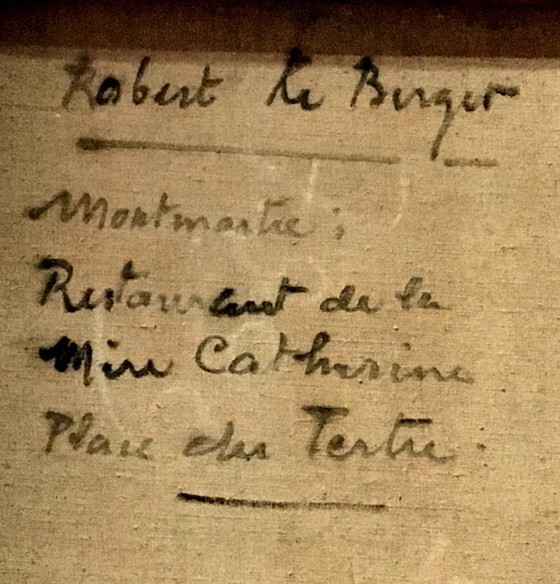 Robert Le Berger
Montmartre :
Restaurant de la
Mère Catherine
Place du Tertre.